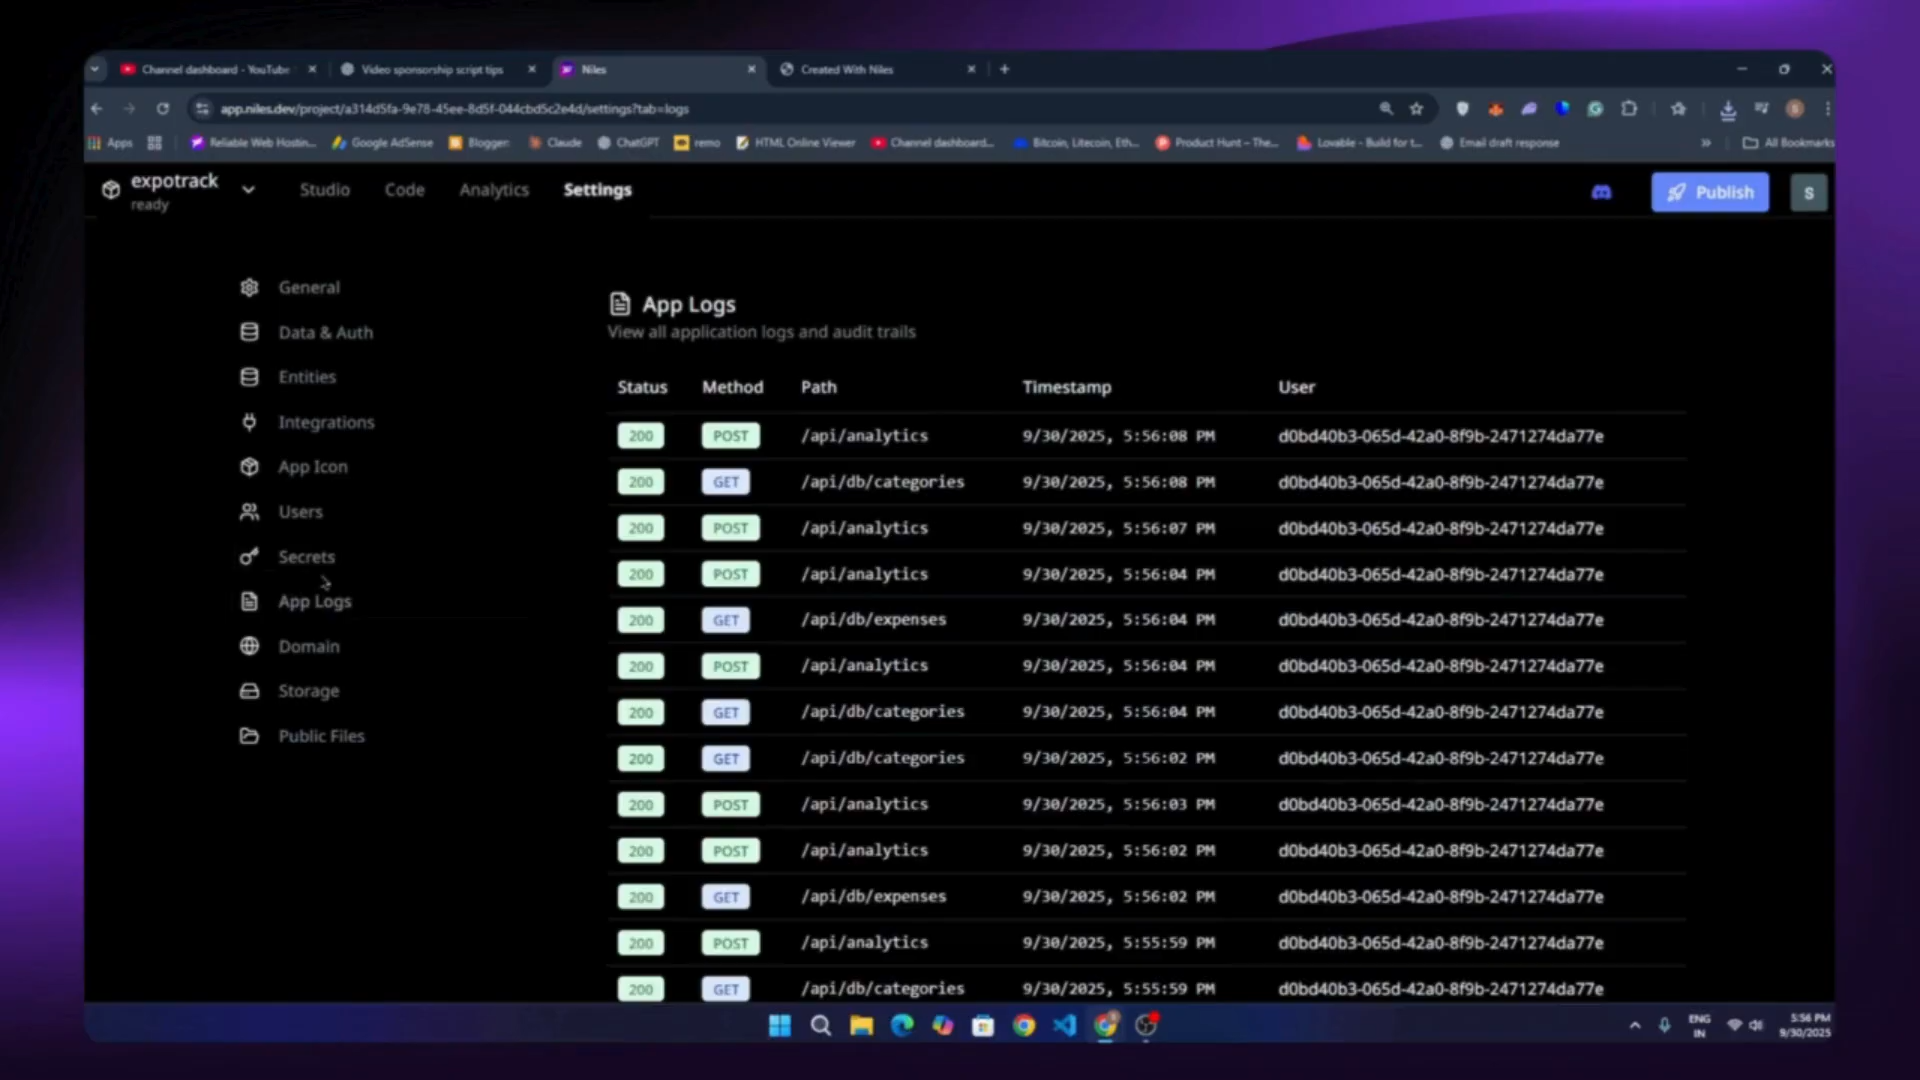 Channel dashboard - YouTube
Video sponsorship script tips
Niles
Created With Niles
app.niles.dev/project/a314d5fa-9e78-45ee-8d5f-044cbd5c2e4d/settings?tab=logs
Apps
Reliable Web Hostin...
Google AdSense
Blogger
Claude
ChatGPT
remo
HTML Online Viewer
Channel dashboard...
Bitcoin, Litecoin, Eth...
Product Hunt – The...
Lovable - Build for t...
Email draft response
»
All Bookmarks
expotrack
ready
Studio
Code
Analytics
Settings
Publish
S
General
Data & Auth
Entities
Integrations
App Icon
Users
Secrets
App Logs
Domain
Storage
Public Files
App Logs
View all application logs and audit trails
Status Method Path Timestamp User
200 POST /api/analytics 9/30/2025, 5:56:08 PM d0bd40b3-065d-42a0-8f9b-2471274da77e
200 GET /api/db/categories 9/30/2025, 5:56:08 PM d0bd40b3-065d-42a0-8f9b-2471274da77e
200 POST /api/analytics 9/30/2025, 5:56:07 PM d0bd40b3-065d-42a0-8f9b-2471274da77e
200 POST /api/analytics 9/30/2025, 5:56:04 PM d0bd40b3-065d-42a0-8f9b-2471274da77e
200 GET /api/db/expenses 9/30/2025, 5:56:04 PM d0bd40b3-065d-42a0-8f9b-2471274da77e
200 POST /api/analytics 9/30/2025, 5:56:04 PM d0bd40b3-065d-42a0-8f9b-2471274da77e
200 GET /api/db/categories 9/30/2025, 5:56:04 PM d0bd40b3-065d-42a0-8f9b-2471274da77e
200 GET /api/db/categories 9/30/2025, 5:56:02 PM d0bd40b3-065d-42a0-8f9b-2471274da77e
200 POST /api/analytics 9/30/2025, 5:56:03 PM d0bd40b3-065d-42a0-8f9b-2471274da77e
200 POST /api/analytics 9/30/2025, 5:56:02 PM d0bd40b3-065d-42a0-8f9b-2471274da77e
200 GET /api/db/expenses 9/30/2025, 5:56:02 PM d0bd40b3-065d-42a0-8f9b-2471274da77e
200 POST /api/analytics 9/30/2025, 5:55:59 PM d0bd40b3-065d-42a0-8f9b-2471274da77e
200 GET /api/db/categories 9/30/2025, 5:55:59 PM d0bd40b3-065d-42a0-8f9b-2471274da77e
ENG
IN
5:56 PM
9/30/2025